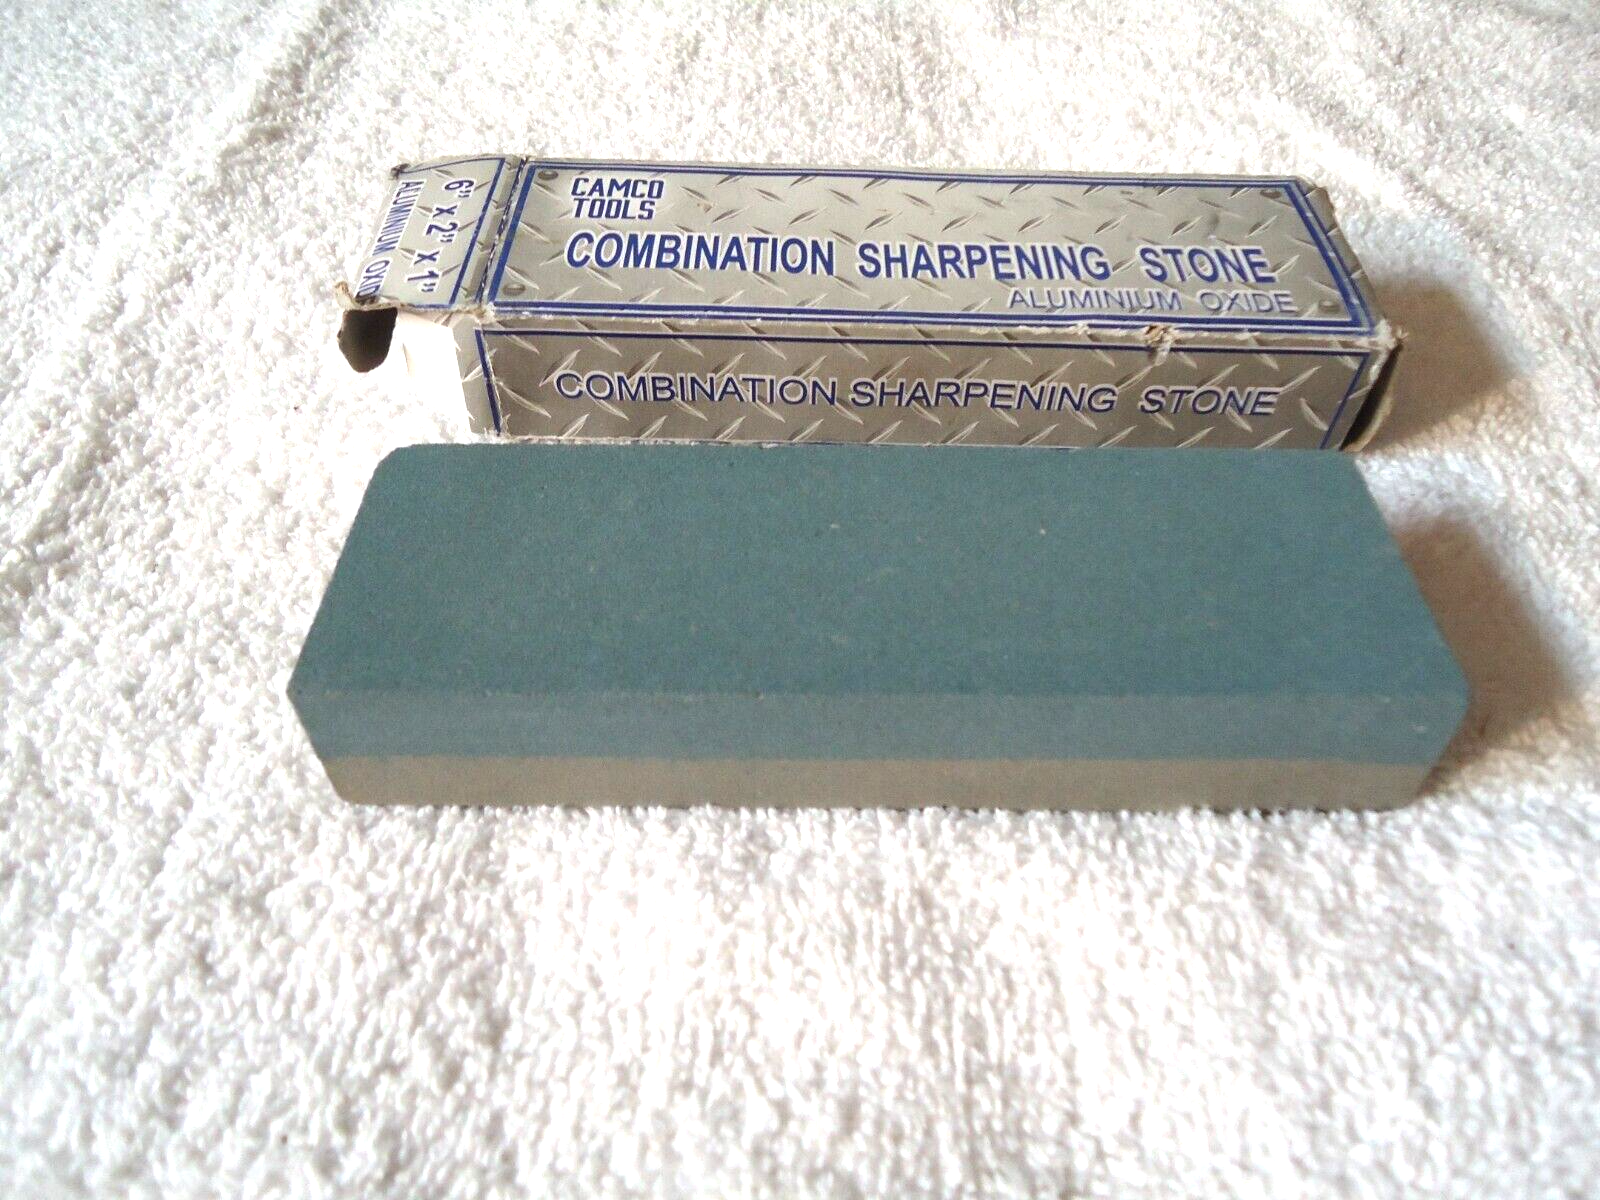 CAMCO
TOOLS
COMBINATION SHARPENING STONE
ALUMINIUM OXIDE
COMBINATION SHARPENING STONE
6" X 2" X 1"
ALUMINIUM OXIDE